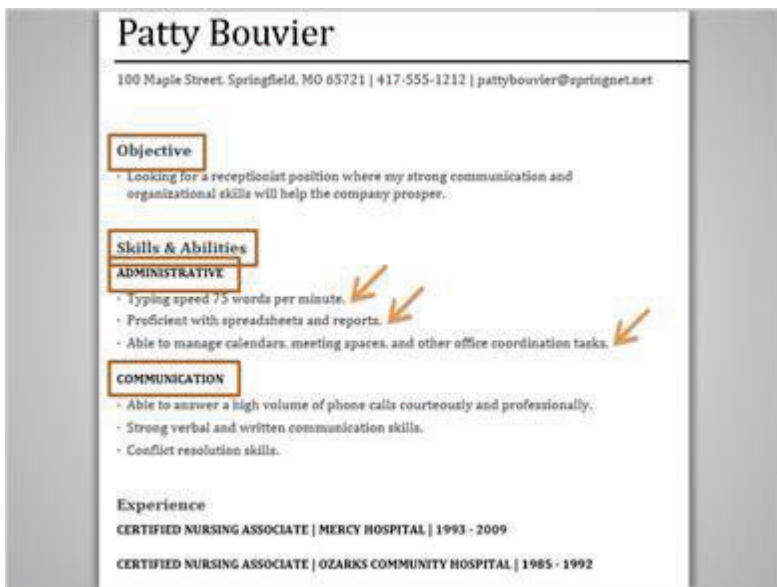 Patty Bouvier
100 Maple Street, Springfield, MO 65721 | 417-555-1212 | pattybouvier@springnet.net
Objective
· Looking for a receptionist position where my strong communication and
organizational skills will help the company prosper.
Skills & Abilities
ADMINISTRATIVE
· Typing speed 75 words per minute.
· Proficient with spreadsheets and reports.
· Able to manage calendars, meeting spaces, and other office coordination tasks.
COMMUNICATION
· Able to answer a high volume of phone calls courteously and professionally.
· Strong verbal and written communication skills.
· Conflict resolution skills.
Experience
CERTIFIED NURSING ASSOCIATE | MERCY HOSPITAL | 1993 - 2009
CERTIFIED NURSING ASSOCIATE | OZARKS COMMUNITY HOSPITAL | 1985 - 1992